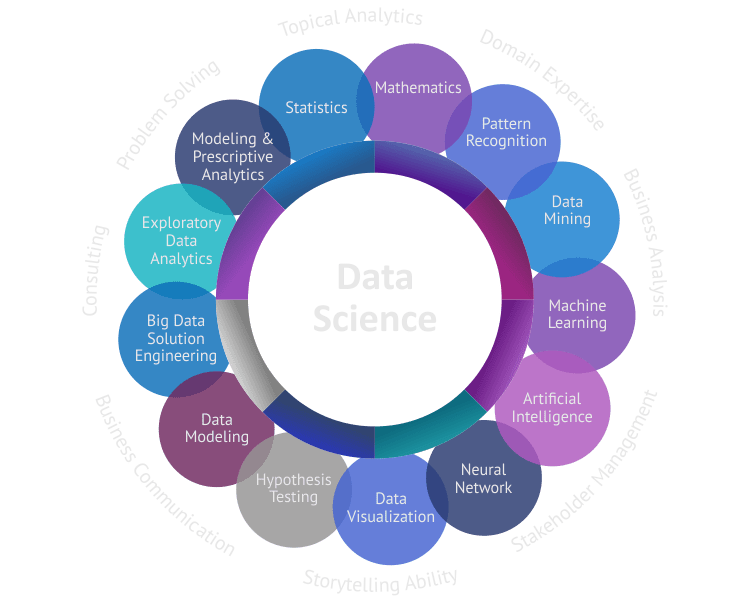 Topical Analytics
Domain Expertise
Business Analysis
Stakeholder Management
Storytelling Ability
Business Communication
Consulting
Problem Solving
Statistics
Mathematics
Pattern
Recognition
Data
Mining
Machine
Learning
Artificial
Intelligence
Neural
Network
Data
Visualization
Hypothesis
Testing
Data
Modeling
Big Data
Solution
Engineering
Exploratory
Data
Analytics
Modeling &
Prescriptive
Analytics
Data
Science